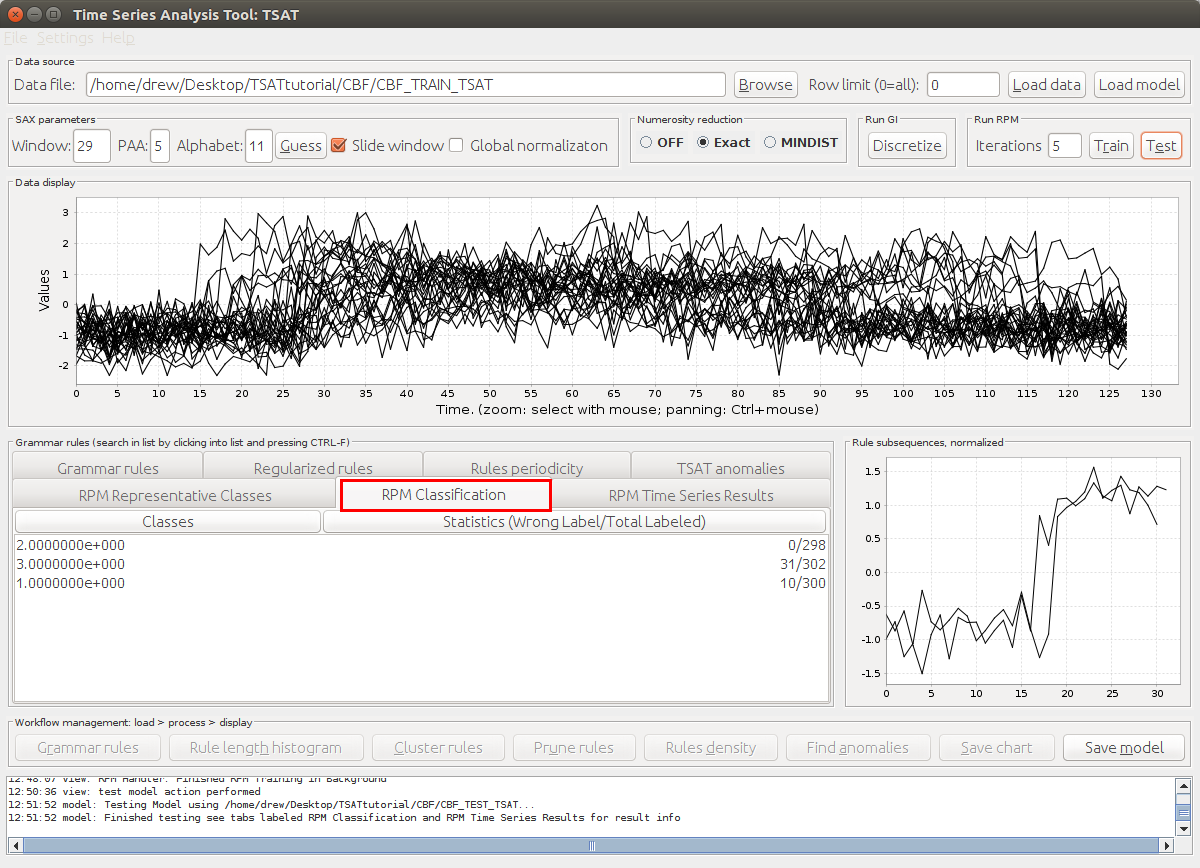 Time Series Analysis Tool: TSAT
File Settings Help
Data source
Data file: /home/drew/Desktop/TSATtutorial/CBF/CBF_TRAIN_TSAT Browse Row limit (0=all): 0 Load data Load model
SAX parameters Numerosity reduction Run GI Run RPM
Window: 29 PAA: 5 Alphabet: 11 Guess Slide window Global normalizaton OFF Exact MINDIST Discretize Iterations 5 Train Test
Data display
3
2
1
0
-1
-2
Values
0 5 10 15 20 25 30 35 40 45 50 55 60 65 70 75 80 85 90 95 100 105 110 115 120 125 130
Time. (zoom: select with mouse; panning: Ctrl+mouse)
Grammar rules (search in list by clicking into list and pressing CTRL-F)
Grammar rules Regularized rules Rules periodicity TSAT anomalies
RPM Representative Classes RPM Classification RPM Time Series Results
Classes Statistics (Wrong Label/Total Labeled)
2.0000000e+000 0/298
3.0000000e+000 31/302
1.0000000e+000 10/300
Rule subsequences, normalized
1.5
1.0
0.5
0.0
-0.5
-1.0
-1.5
0 5 10 15 20 25 30
Workflow management: load > process > display
Grammar rules Rule length histogram Cluster rules Prune rules Rules density Find anomalies Save chart Save model
12:48:07 view: RPM Handler: Finished RPM Training in Background
12:50:36 view: test model action performed
12:51:52 model: Testing Model using /home/drew/Desktop/TSATtutorial/CBF/CBF_TEST_TSAT...
12:51:52 model: Finished testing see tabs labeled RPM Classification and RPM Time Series Results for result info